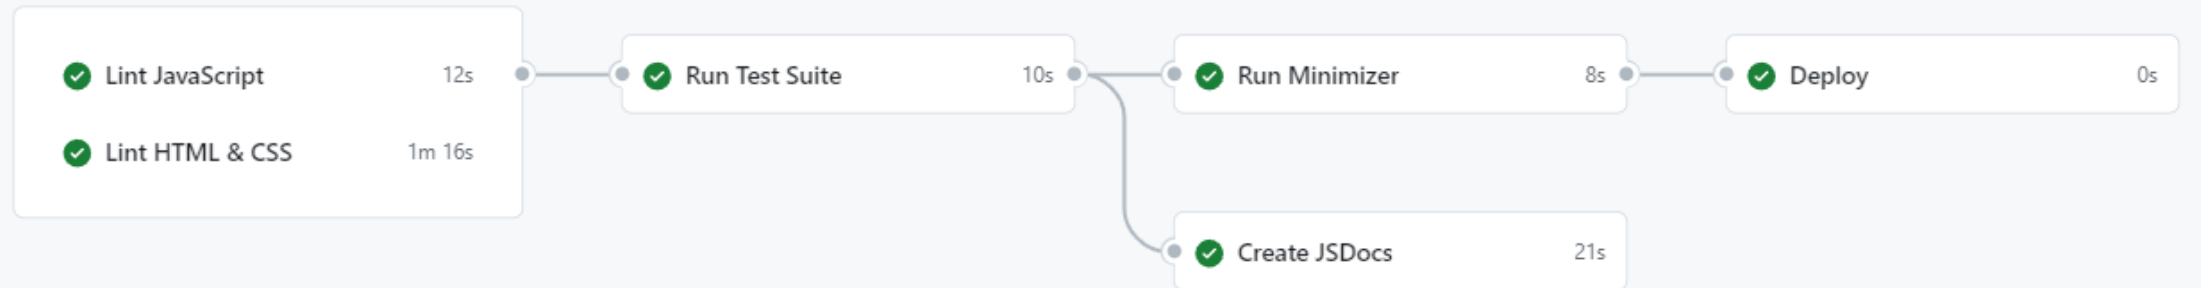 Lint JavaScript 12s
Lint HTML & CSS 1m 16s
Run Test Suite 10s
Run Minimizer 8s
Create JSDocs 21s
Deploy 0s